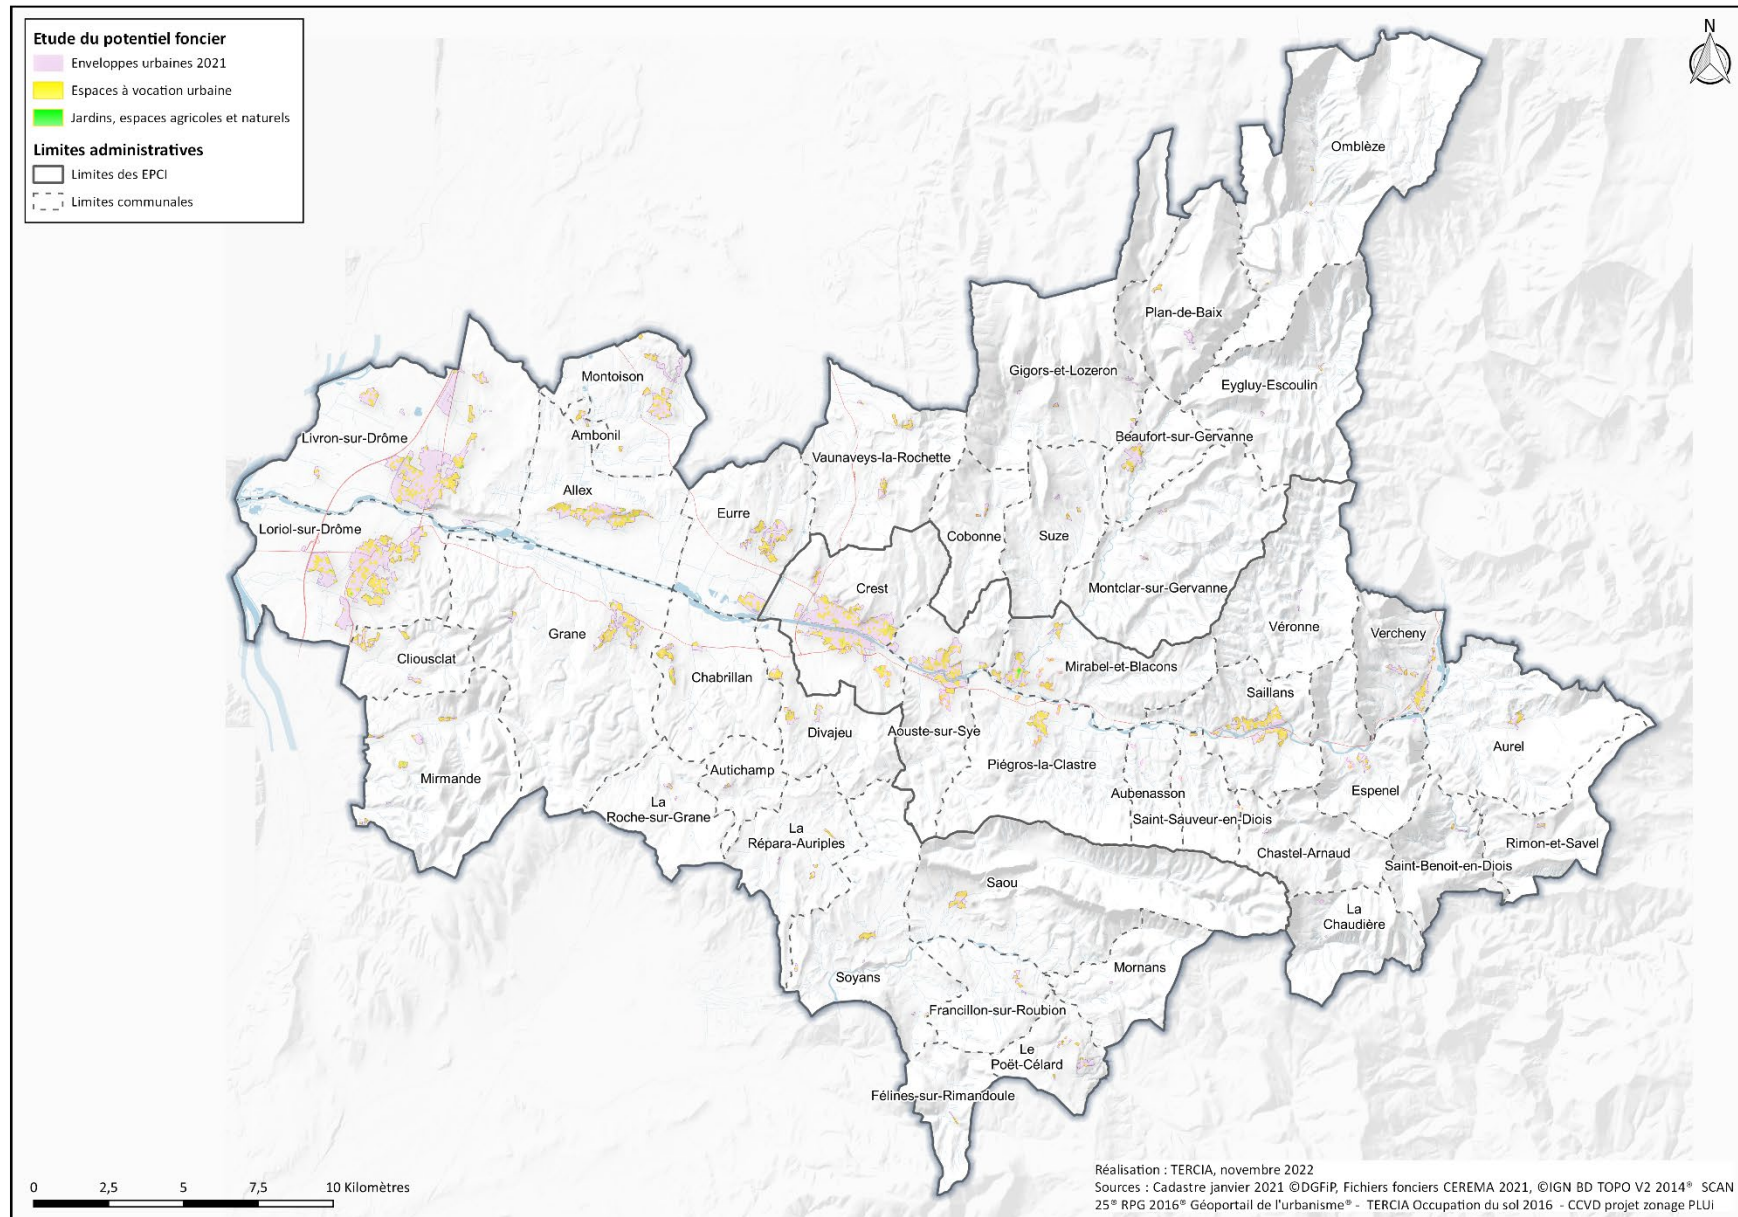 Etude du potentiel foncier
Enveloppes urbaines 2021
Espaces à vocation urbaine
Jardins, espaces agricoles et naturels
Limites administratives
Limites des EPCI
Limites communales
N
Omblèze
Plan-de-Baix
Gigors-et-Lozeron
Eygluy-Escoulin
Montoison
Livron-sur-Drôme
Ambonil
Beaufort-sur-Gervanne
Vaunaveys-la-Rochette
Allex
Eurre
Loriol-sur-Drôme
Cobonne
Suze
Crest
Montclar-sur-Gervanne
Véronne
Vercheny
Grane
Cliousclat
Mirabel-et-Blacons
Chabrillan
Saillans
Divajeu
Aouste-sur-Sye
Aurel
Piégros-la-Clastre
Autichamp
Mirmande
Aubenasson
Espenel
La
Roche-sur-Grane
Saint-Sauveur-en-Diois
La
Répara-Auriples
Rimon-et-Savel
Chastel-Arnaud
Saint-Benoit-en-Diois
Saou
La
Chaudière
Mornans
Soyans
Francillon-sur-Roubion
Le
Poët-Célard
Félines-sur-Rimandoule
0 2,5 5 7,5 10 Kilomètres
Réalisation : TERCIA, novembre 2022
Sources : Cadastre janvier 2021 ©DGFiP, Fichiers fonciers CEREMA 2021, ©IGN BD TOPO V2 2014® SCAN
25® RPG 2016® Géoportail de l'urbanisme® - TERCIA Occupation du sol 2016 - CCVD projet zonage PLUi